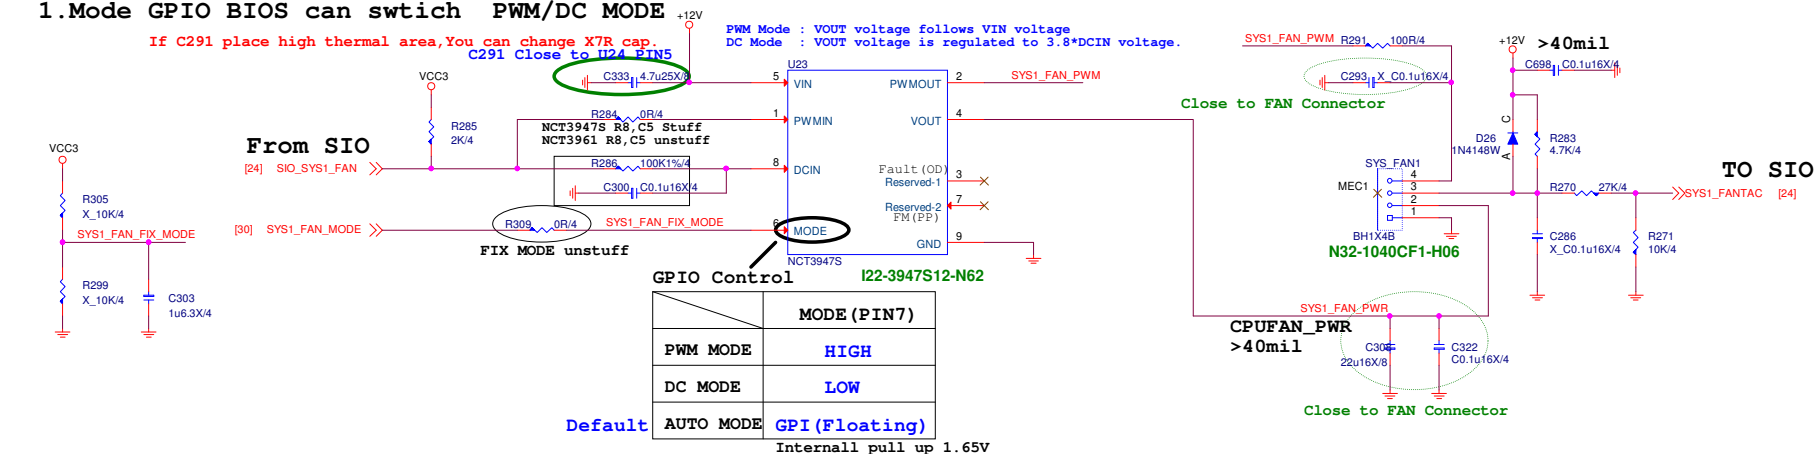 1.Mode GPIO BIOS can swtich PWM/DC MODE
If C291 place high thermal area,You can change X7R cap.
C291 Close to U24 PIN5
+12V
PWM Mode : VOUT voltage follows VIN voltage
DC Mode : VOUT voltage is regulated to 3.8*DCIN voltage.
VCC3
C333 4.7u25X/8
U23
5 VIN
PWMOUT 2 SYS1_FAN_PWM
R284 0R/4
1 PWMIN
VOUT 4
NCT3947S R8,C5 Stuff
NCT3961 R8,C5 unstuff
R285
2K/4
From SIO
[24] SIO_SYS1_FAN
R286 100K1%/4
8 DCIN
C300 C0.1u16X/4
Fault(OD)
Reserved-1 3
Reserved-2 7
FM(PP)
[30] SYS1_FAN_MODE
R309 0R/4
SYS1_FAN_FIX_MODE
6 MODE
GND 9
FIX MODE unstuff
NCT3947S
I22-3947S12-N62
VCC3
R305
X_10K/4
SYS1_FAN_FIX_MODE
R299
X_10K/4
C303
1u6.3X/4
GPIO Control
MODE(PIN7)
PWM MODE HIGH
DC MODE LOW
Default AUTO MODE GPI(Floating)
Internall pull up 1.65V
SYS1_FAN_PWM R291 100R/4
C293 X_C0.1u16X/4
Close to FAN Connector
+12V >40mil
C698 C0.1u16X/4
D26
1N4148W
C
A
R283
4.7K/4
SYS_FAN1
MEC1
4
3
2
1
BH1X4B
N32-1040CF1-H06
R270 27K/4
TO SIO
SYS1_FANTAC [24]
C286
X_C0.1u16X/4
R271
10K/4
SYS1_FAN_PWR
CPUFAN_PWR
>40mil
22u16X/8
C322
C0.1u16X/4
Close to FAN Connector